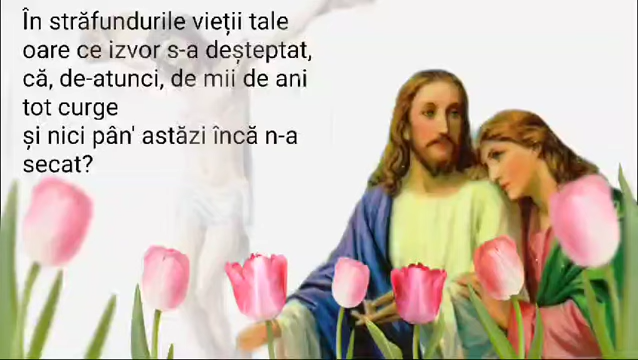 În străfundurile vieții tale
oare ce izvor s-a deșteptat,
că, de-atunci, de mii de ani
tot curge
și nici pân' astăzi încă n-a
secat?